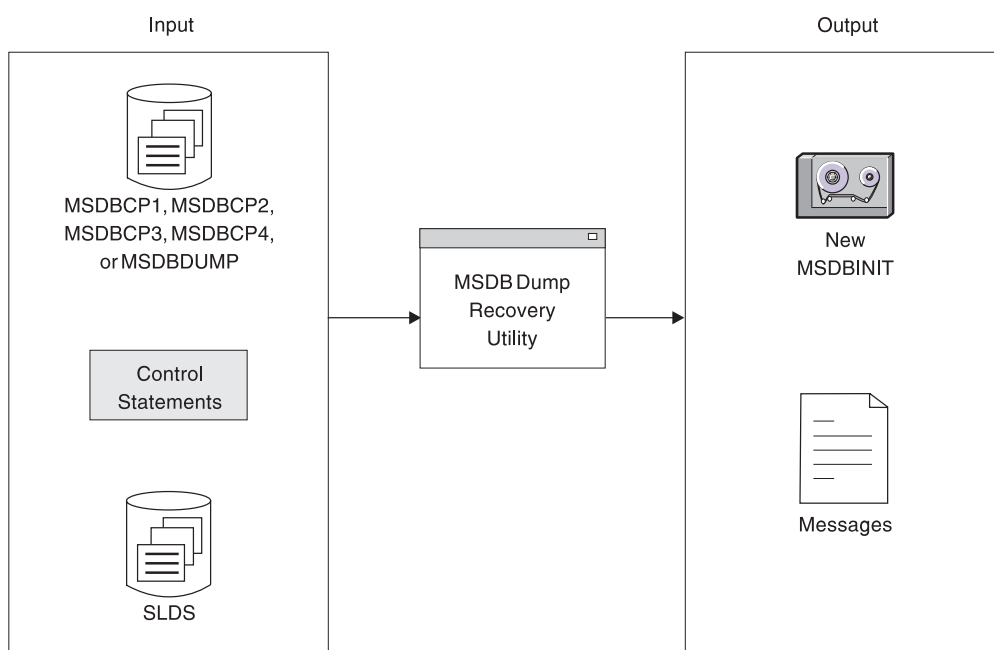 Input
MSDBCP1, MSDBCP2,
MSDBCP3, MSDBCP4,
or MSDBDUMP
Control
Statements
SLDS
MSDB Dump
Recovery
Utility
Output
New
MSDBINIT
Messages